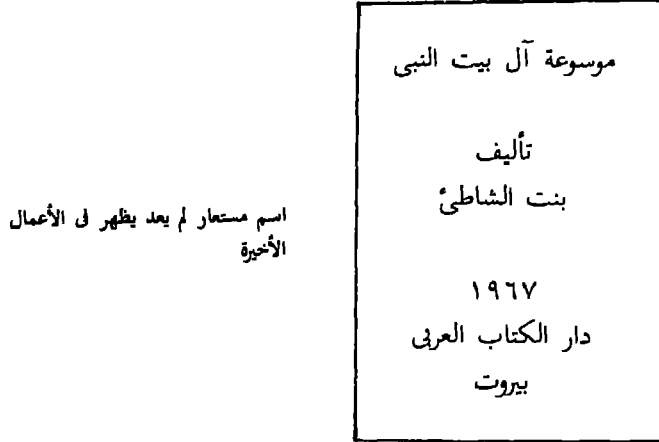 موسوعة آل بيت النبى
تأليف
بنت الشاطئ
١٩٦٧
دار الكتاب العربى
بيروت
اسم مستعار لم يعد يظهر فى الأعمال
الأخيرة